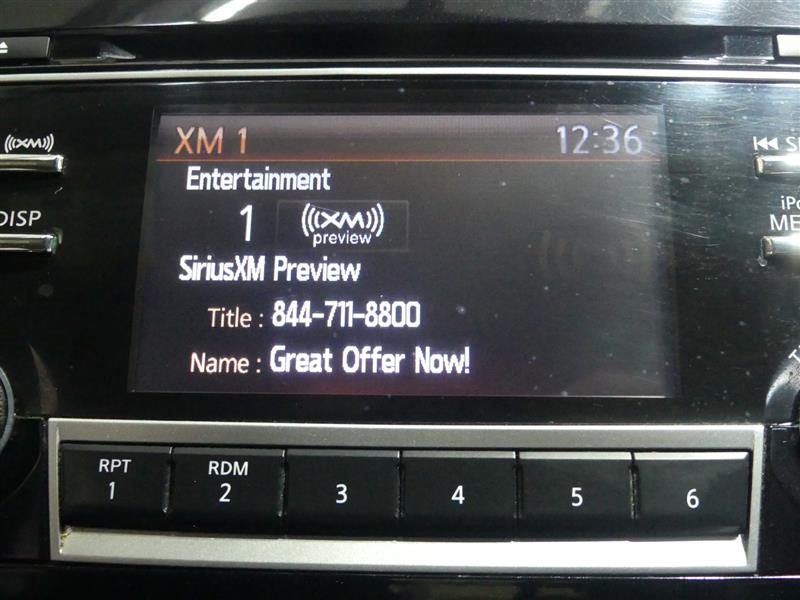 XM 1 12:36
Entertainment
1 ((XM)) preview
SiriusXM Preview
Title : 844-711-8800
Name : Great Offer Now!
((XM))
DISP
RPT 1
RDM 2
3
4
5
6